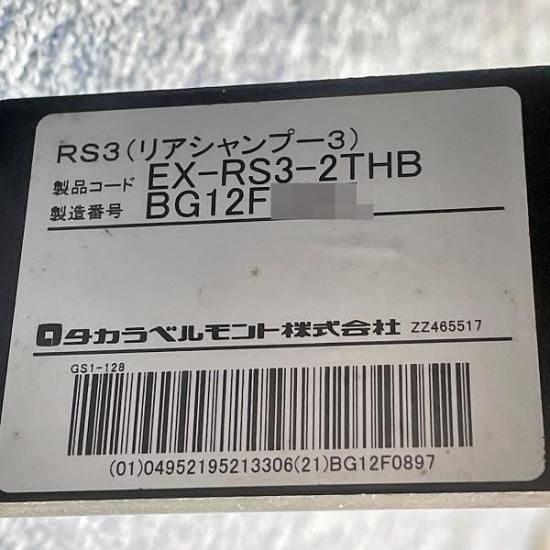 RS3(リアシャンプー3)
製品コード EX-RS3-2THB
製造番号 BG12F
タカラベルモント株式会社 ZZ465517
GS1-128
(01)04952195213306(21)BG12F0897